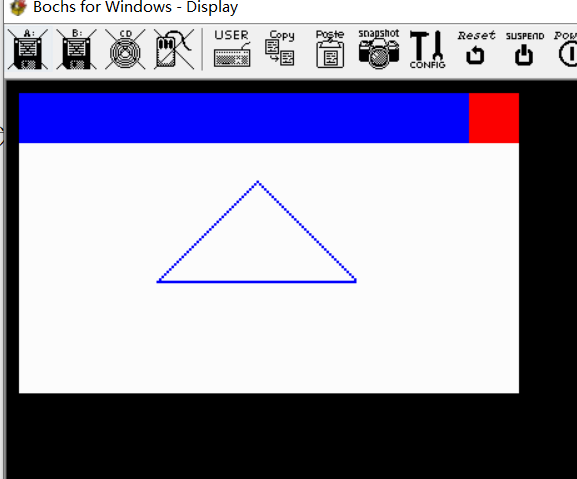 Bochs for Windows - Display
A: B: CD USER Copy Paste snapshot CONFIG Reset SUSPEND